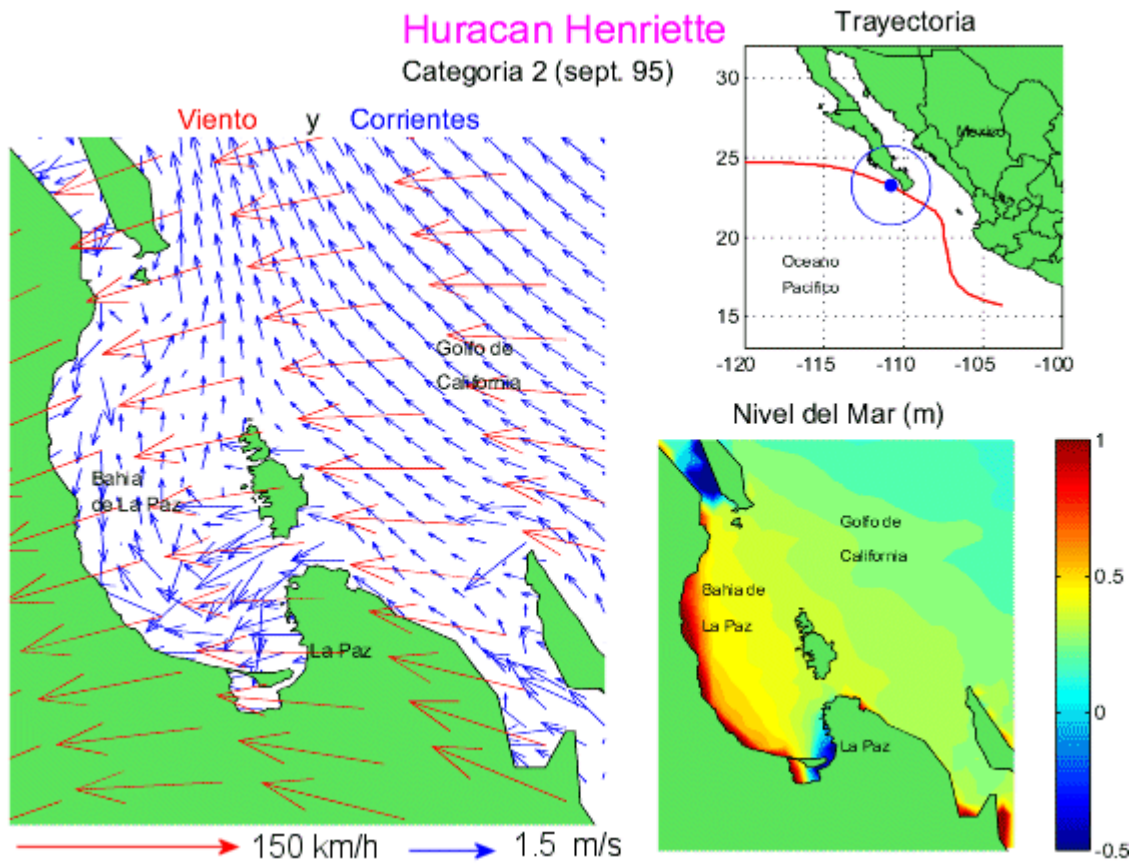 Huracan Henriette
Categoria 2 (sept. 95)
Viento y Corrientes
Golfo de
California
Bahia
de La Paz
La Paz
150 km/h
1.5 m/s
Trayectoria
30
25
20
15
-120 -115 -110 -105 -100
Mexico
Oceano
Pacifico
Nivel del Mar (m)
Golfo de
California
Bahia de
La Paz
La Paz
1
0.5
0
-0.5